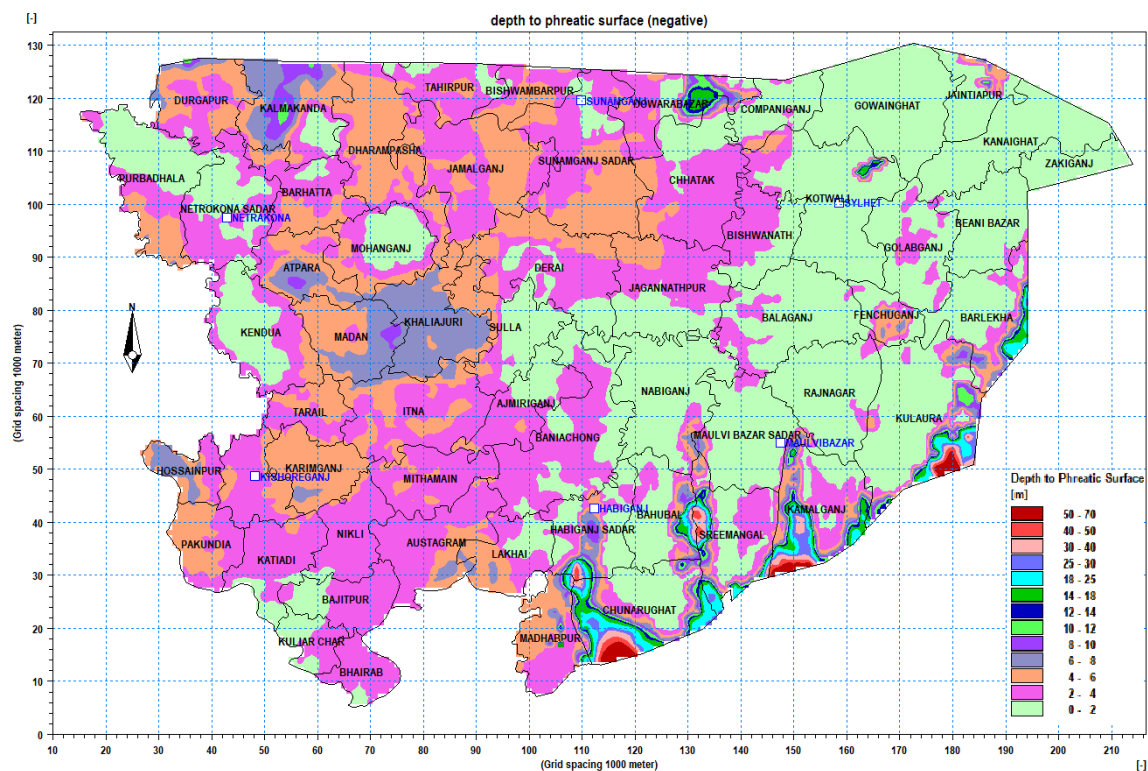 depth to phreatic surface (negative)
[-]
130
120
110
100
90
80
70
60
50
40
30
20
10
0
(Grid spacing 1000 meter)
N
DURGAPUR
KALMAKANDA
TAHIRPUR
BISHWAMBARPUR
SUNAMGANJ
DOWARABAZAR
COMPANIGANJ
GOWAINGHAT
JAINTIAPUR
KANAIGHAT
ZAKIGANJ
PURBADHALA
DHARAMPASHA
JAMALGANJ
SUNAMGANJ SADAR
CHHATAK
BARHATTA
NETROKONA SADAR
NETRAKONA
KOTWALI
SYLHET
BEANI BAZAR
MOHANGANJ
BISHWANATH
GOLABGANJ
ATPARA
DERAI
JAGANNATHPUR
KENDUA
MADAN
KHALIAJURI
SULLA
BALAGANJ
FENCHUGANJ
BARLEKHA
TARAIL
ITNA
AJMIRIGANJ
NABIGANJ
RAJNAGAR
KULAURA
BANIACHONG
MAULVI BAZAR SADAR
MAULVIBAZAR
HOSSAINPUR
KARIMGANJ
KISHOREGANJ
MITHAMAIN
HABIGANJ
BAHUBAL
KAMALGANJ
PAKUNDIA
KATIADI
NIKLI
AUSTAGRAM
LAKHAI
HABIGANJ SADAR
SREEMANGAL
BAJITPUR
CHUNARUGHAT
KULIAR CHAR
MADHABPUR
BHAIRAB
Depth to Phreatic Surface
[m]
50 - 70
40 - 50
30 - 40
25 - 30
18 - 25
14 - 18
12 - 14
10 - 12
8 - 10
6 - 8
4 - 6
2 - 4
0 - 2
10 20 30 40 50 60 70 80 90 100 110 120 130 140 150 160 170 180 190 200 210
(Grid spacing 1000 meter)
[-]